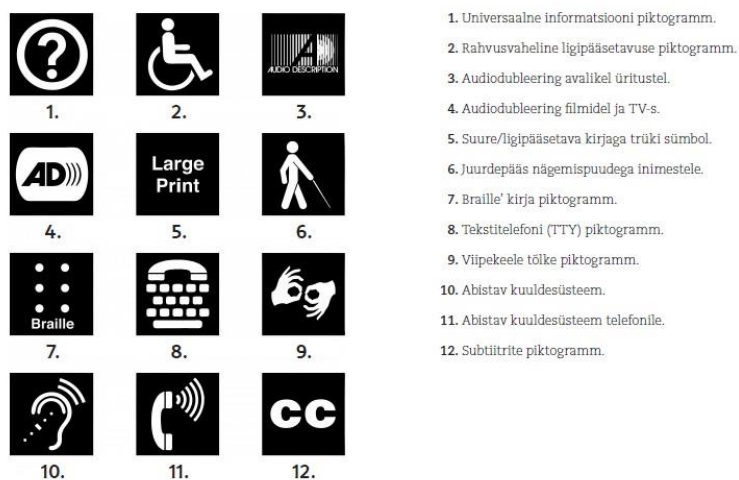 ?
1.
2.
AUDIO DESCRIPTION
3.
AD
4.
Large
Print
5.
6.
Braille
7.
8.
9.
10.
11.
CC
12.
1. Universaalne informatsiooni piktogramm.
2. Rahvusvaheline ligipääsetavuse piktogramm.
3. Audiodubleering avalikel üritustel.
4. Audiodubleering filmidel ja TV-s.
5. Suure/ligipääsetava kirjaga trüki sümbol.
6. Juurdepääs nägemispuudega inimestele.
7. Braille’ kirja piktogramm.
8. Tekstitelefoni (TTY) piktogramm.
9. Viipekeele tõlke piktogramm.
10. Abistav kuuldesüsteem.
11. Abistav kuuldesüsteem telefonile.
12. Subtiitrite piktogramm.